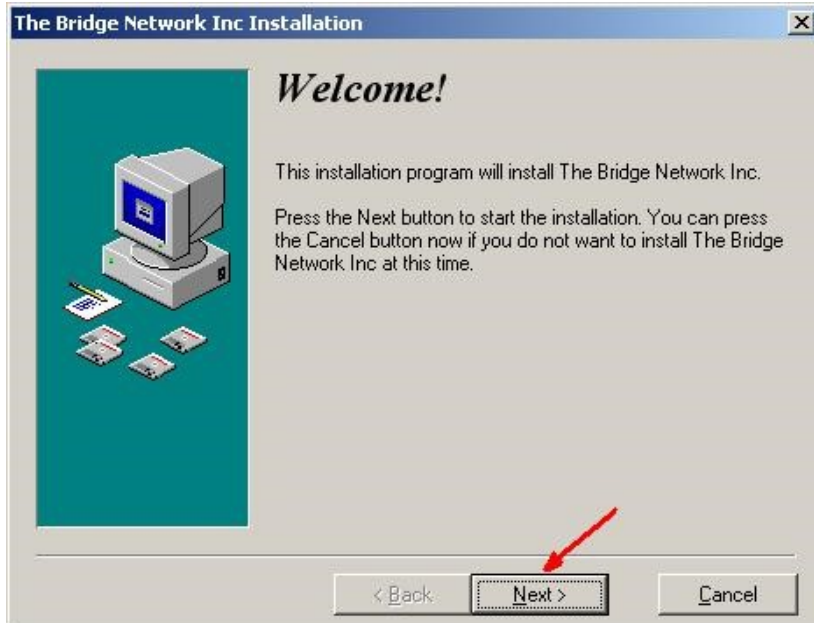 The Bridge Network Inc Installation
Welcome!
This installation program will install The Bridge Network Inc.
Press the Next button to start the installation. You can press
the Cancel button now if you do not want to install The Bridge
Network Inc at this time.
< Back
Next >
Cancel